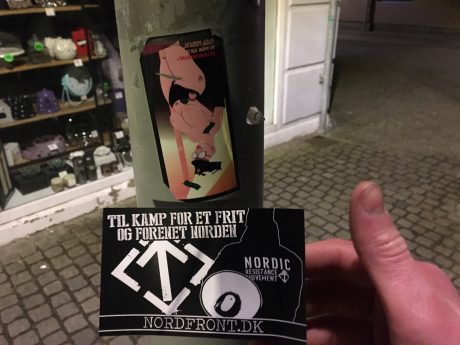 TIL KAMP FOR ET FRIT
OG FORENET NORDEN
NORDIC
RESISTANCE
MOVEMENT
NORDFRONT.DK